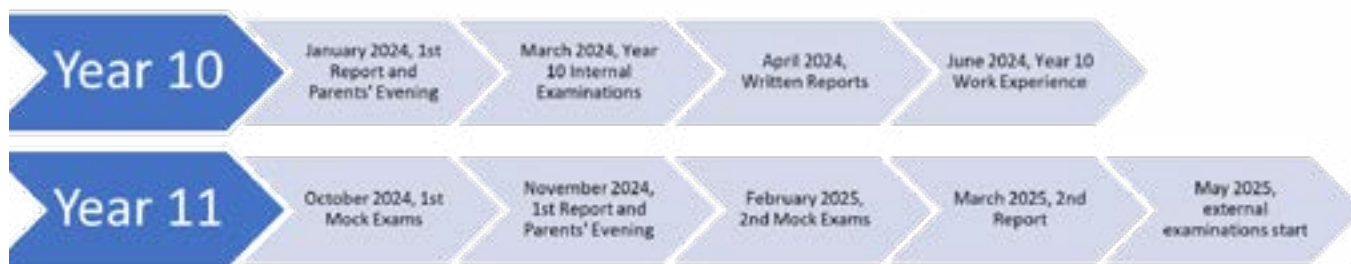 Year 10
January 2024, 1st
Report and
Parents' Evening
March 2024, Year
10 Internal
Examinations
April 2024,
Written Reports
June 2024, Year 10
Work Experience
Year 11
October 2024, 1st
Mock Exams
November 2024,
1st Report and
Parents' Evening
February 2025,
2nd Mock Exams
March 2025, 2nd
Report
May 2025,
external
examinations start